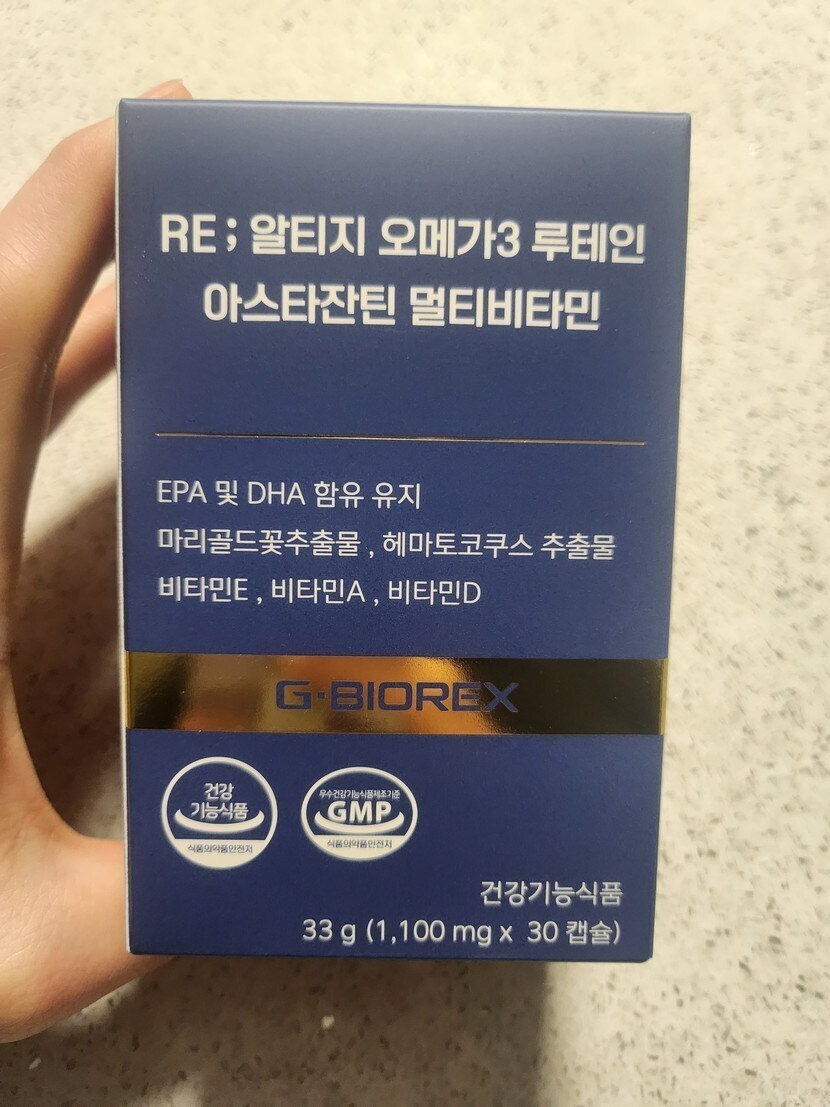 RE ; 알티지 오메가3 루테인
아스타잔틴 멀티비타민
EPA 및 DHA 함유 유지
마리골드꽃추출물 , 헤마토코쿠스 추출물
비타민E , 비타민A , 비타민D
G·BIOREX
건강
기능식품
식품의약품안전처
우수건강기능식품제조기준
GMP
식품의약품안전처
건강기능식품
33 g (1,100 mg x 30 캡슐)